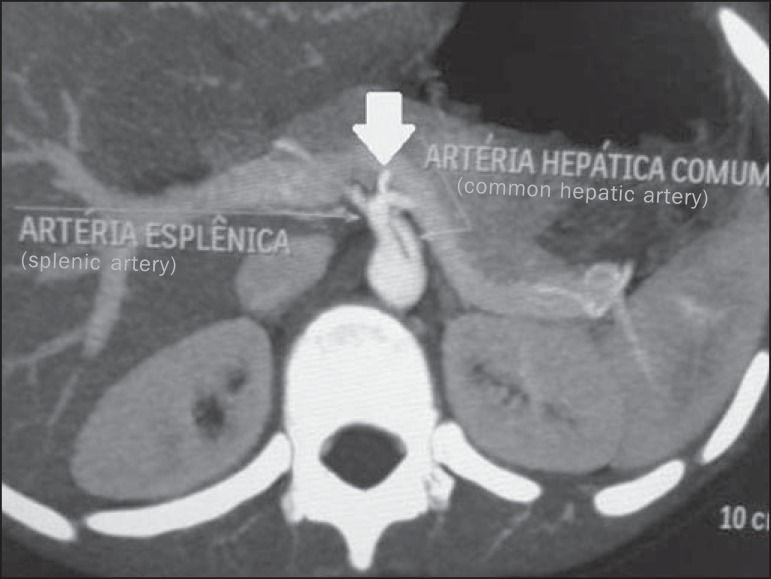 ARTÉRIA HEPÁTICA COMUM
(common hepatic artery)
ARTÉRIA ESPLÊNICA
(splenic artery)
10 c